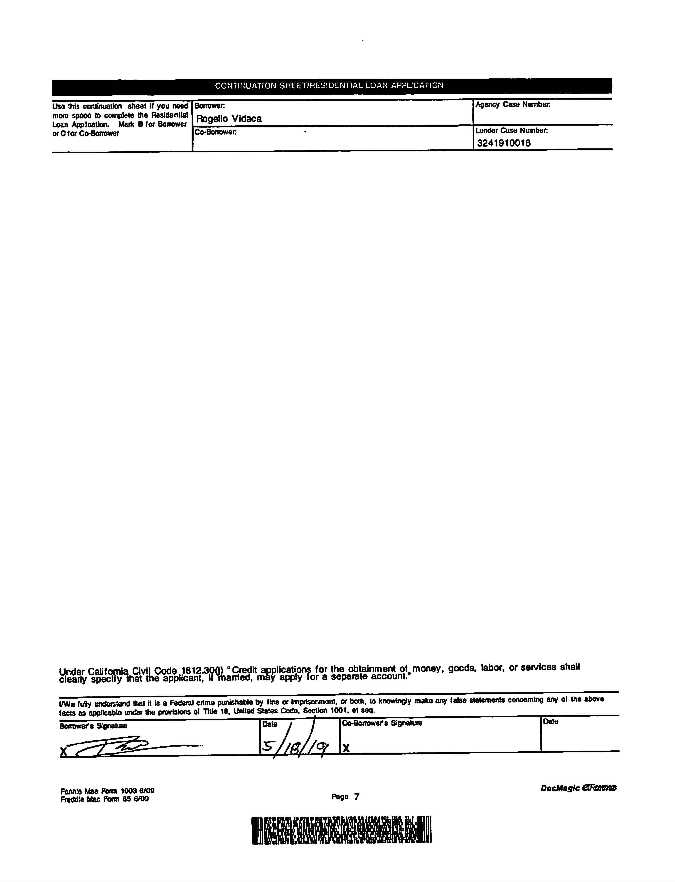 CONTINUATION SHEET/RESIDENTIAL LOAN APPLICATION
Use this continuation sheet if you need
more space to complete the Residential
Loan Application. Mark B for Borrower
or C for Co-Borrower
Borrower:
Rogelio Vidaca
Co-Borrower:
Agency Case Number:
Lender Case Number:
3241910018
Under California Civil Code 1812.30(j) "Credit applications for the obtainment of money, goods, labor, or services shall
clearly specify that the applicant, if married, may apply for a separate account."
I/We fully understand that it is a Federal crime punishable by fine or imprisonment, or both, to knowingly make any false statements concerning any of the above
facts as applicable under the provisions of Title 18, United States Code, Section 1001, et seq.
Borrower's Signature
X
Date
5/18/19
Co-Borrower's Signature
X
Date
Fannie Mae Form 1003 6/09
Freddie Mac Form 65 6/09
Page 7
DocMagic eForms